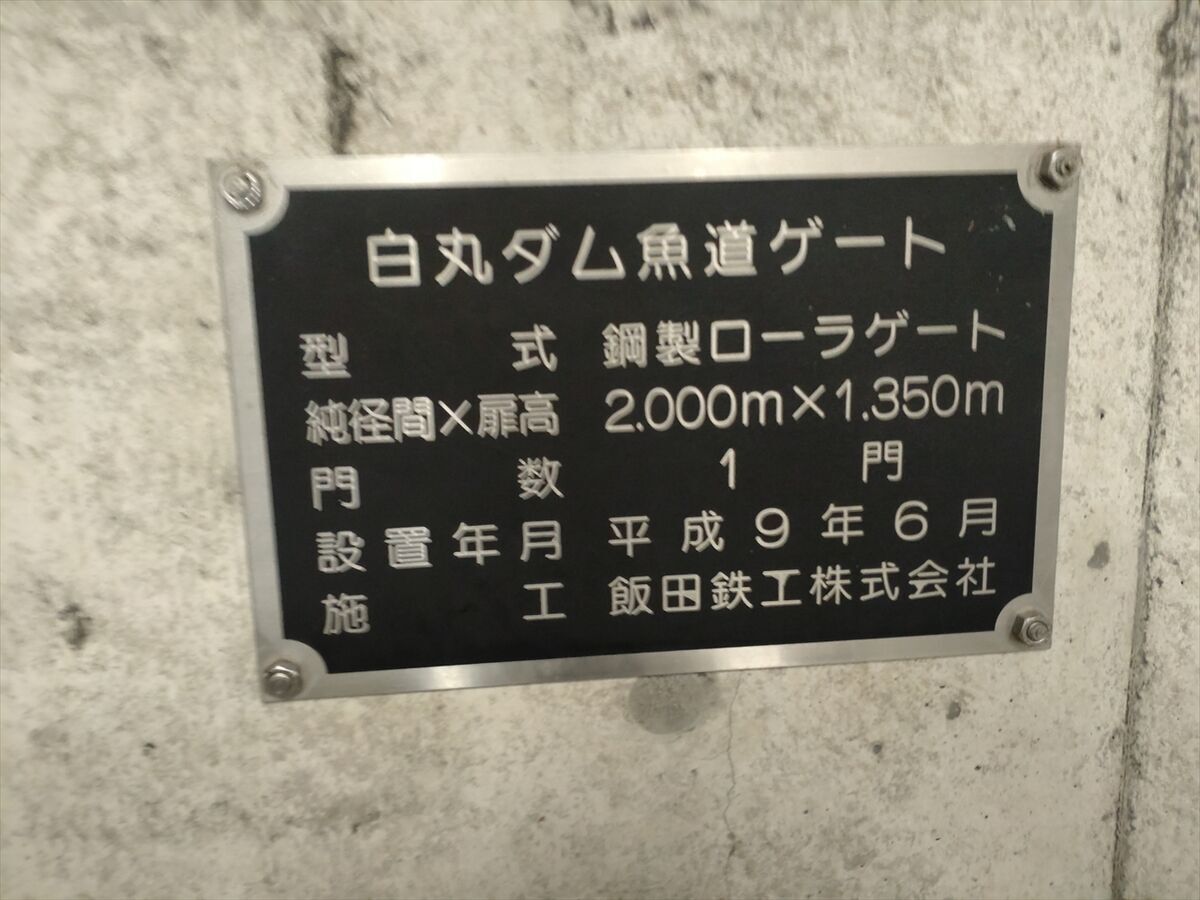 白丸ダム魚道ゲート
型式 鋼製ローラゲート
純径間×扉高 2.000m×1.350m
門数 1門
設置年月 平成9年6月
施工 飯田鉄工株式会社